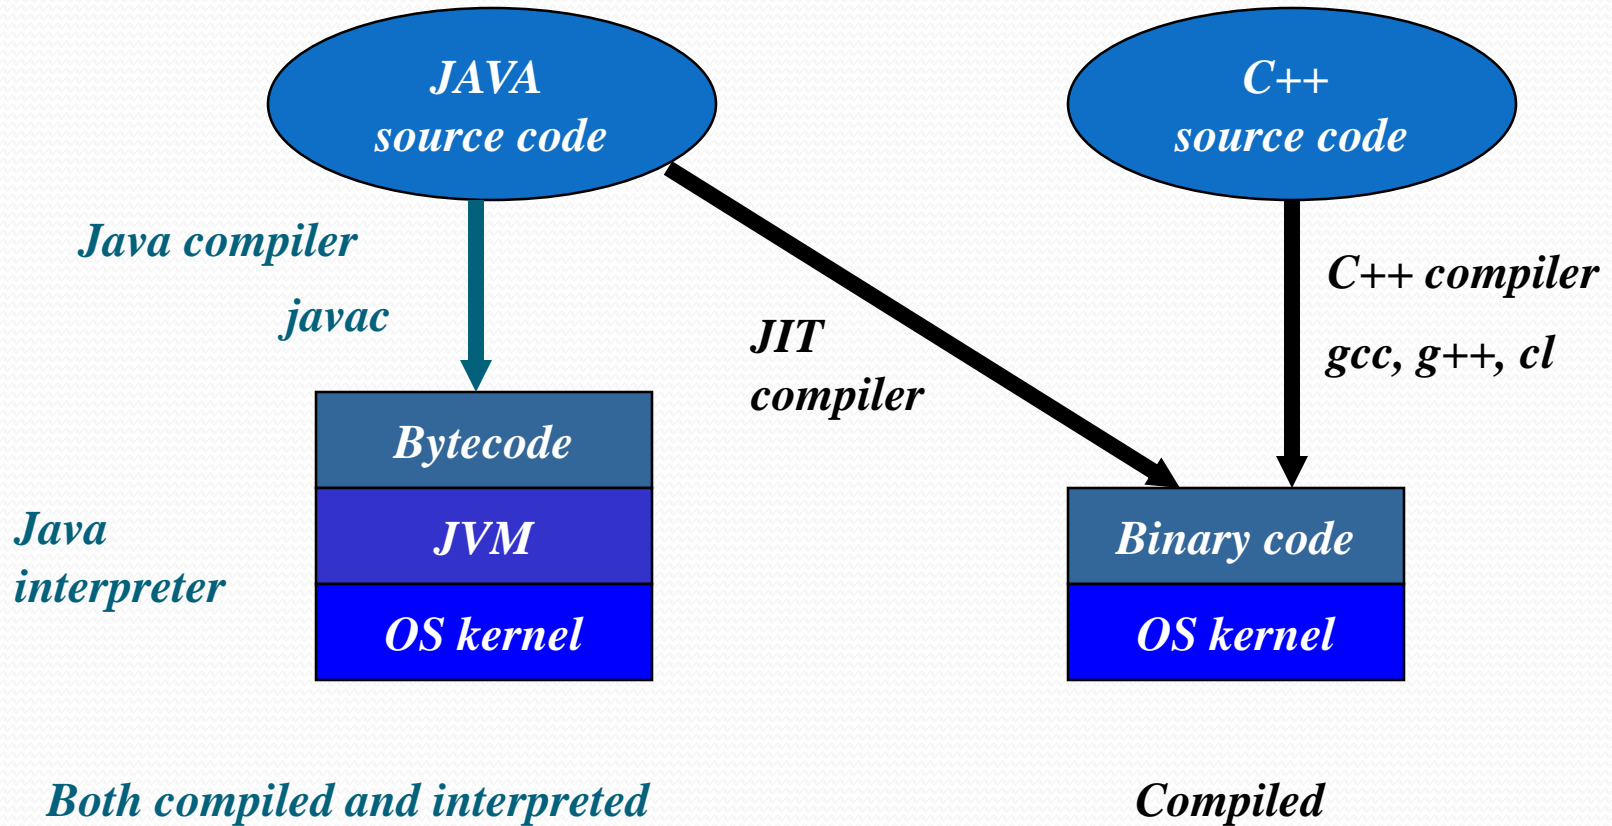 JAVA
source code
C++
source code
Java compiler
javac
JIT
compiler
C++ compiler
gcc, g++, cl
Bytecode
JVM
OS kernel
Java
interpreter
Binary code
OS kernel
Both compiled and interpreted
Compiled